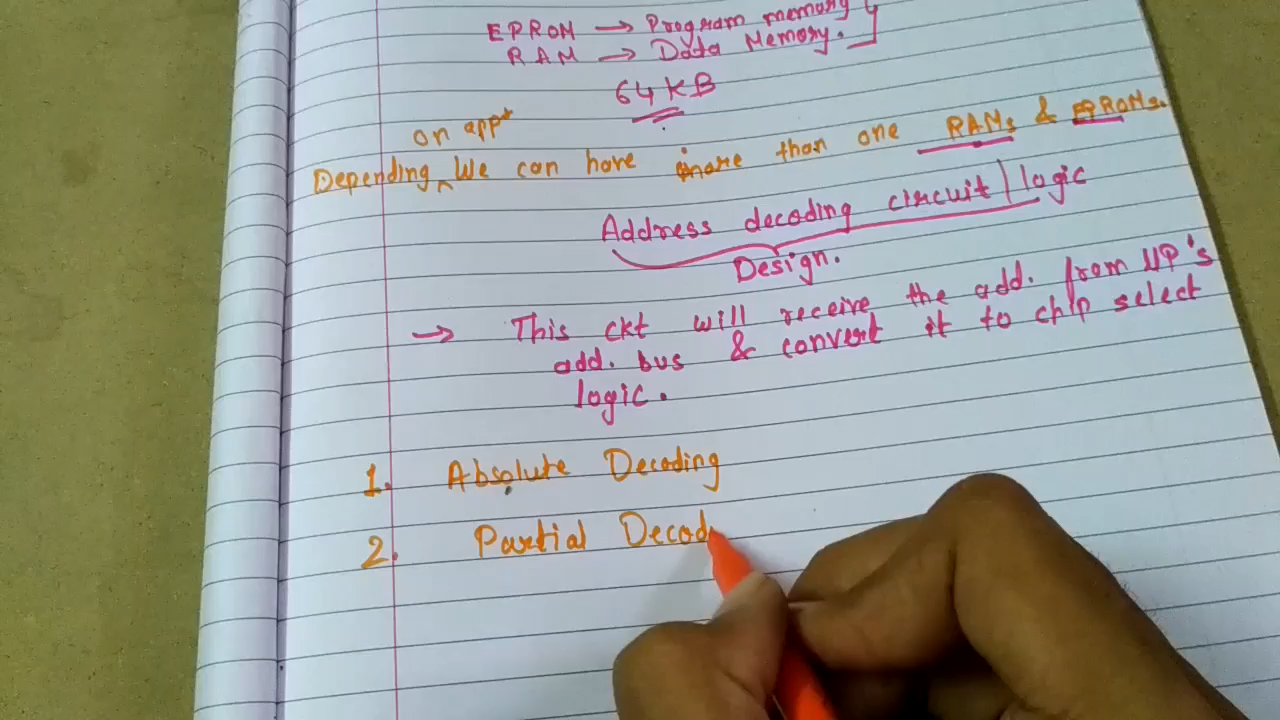 EPROM → Program memory
RAM → Data Memory.
64KB
on appⁿ
Depending ^ We can have more than one RAMs & EPROMs.
Address decoding circuit | logic
Design.
→ This ckt will receive the add. from UP's
add. bus & convert it to chip select
logic.
1. Absolute Decoding
2. Partial Decod